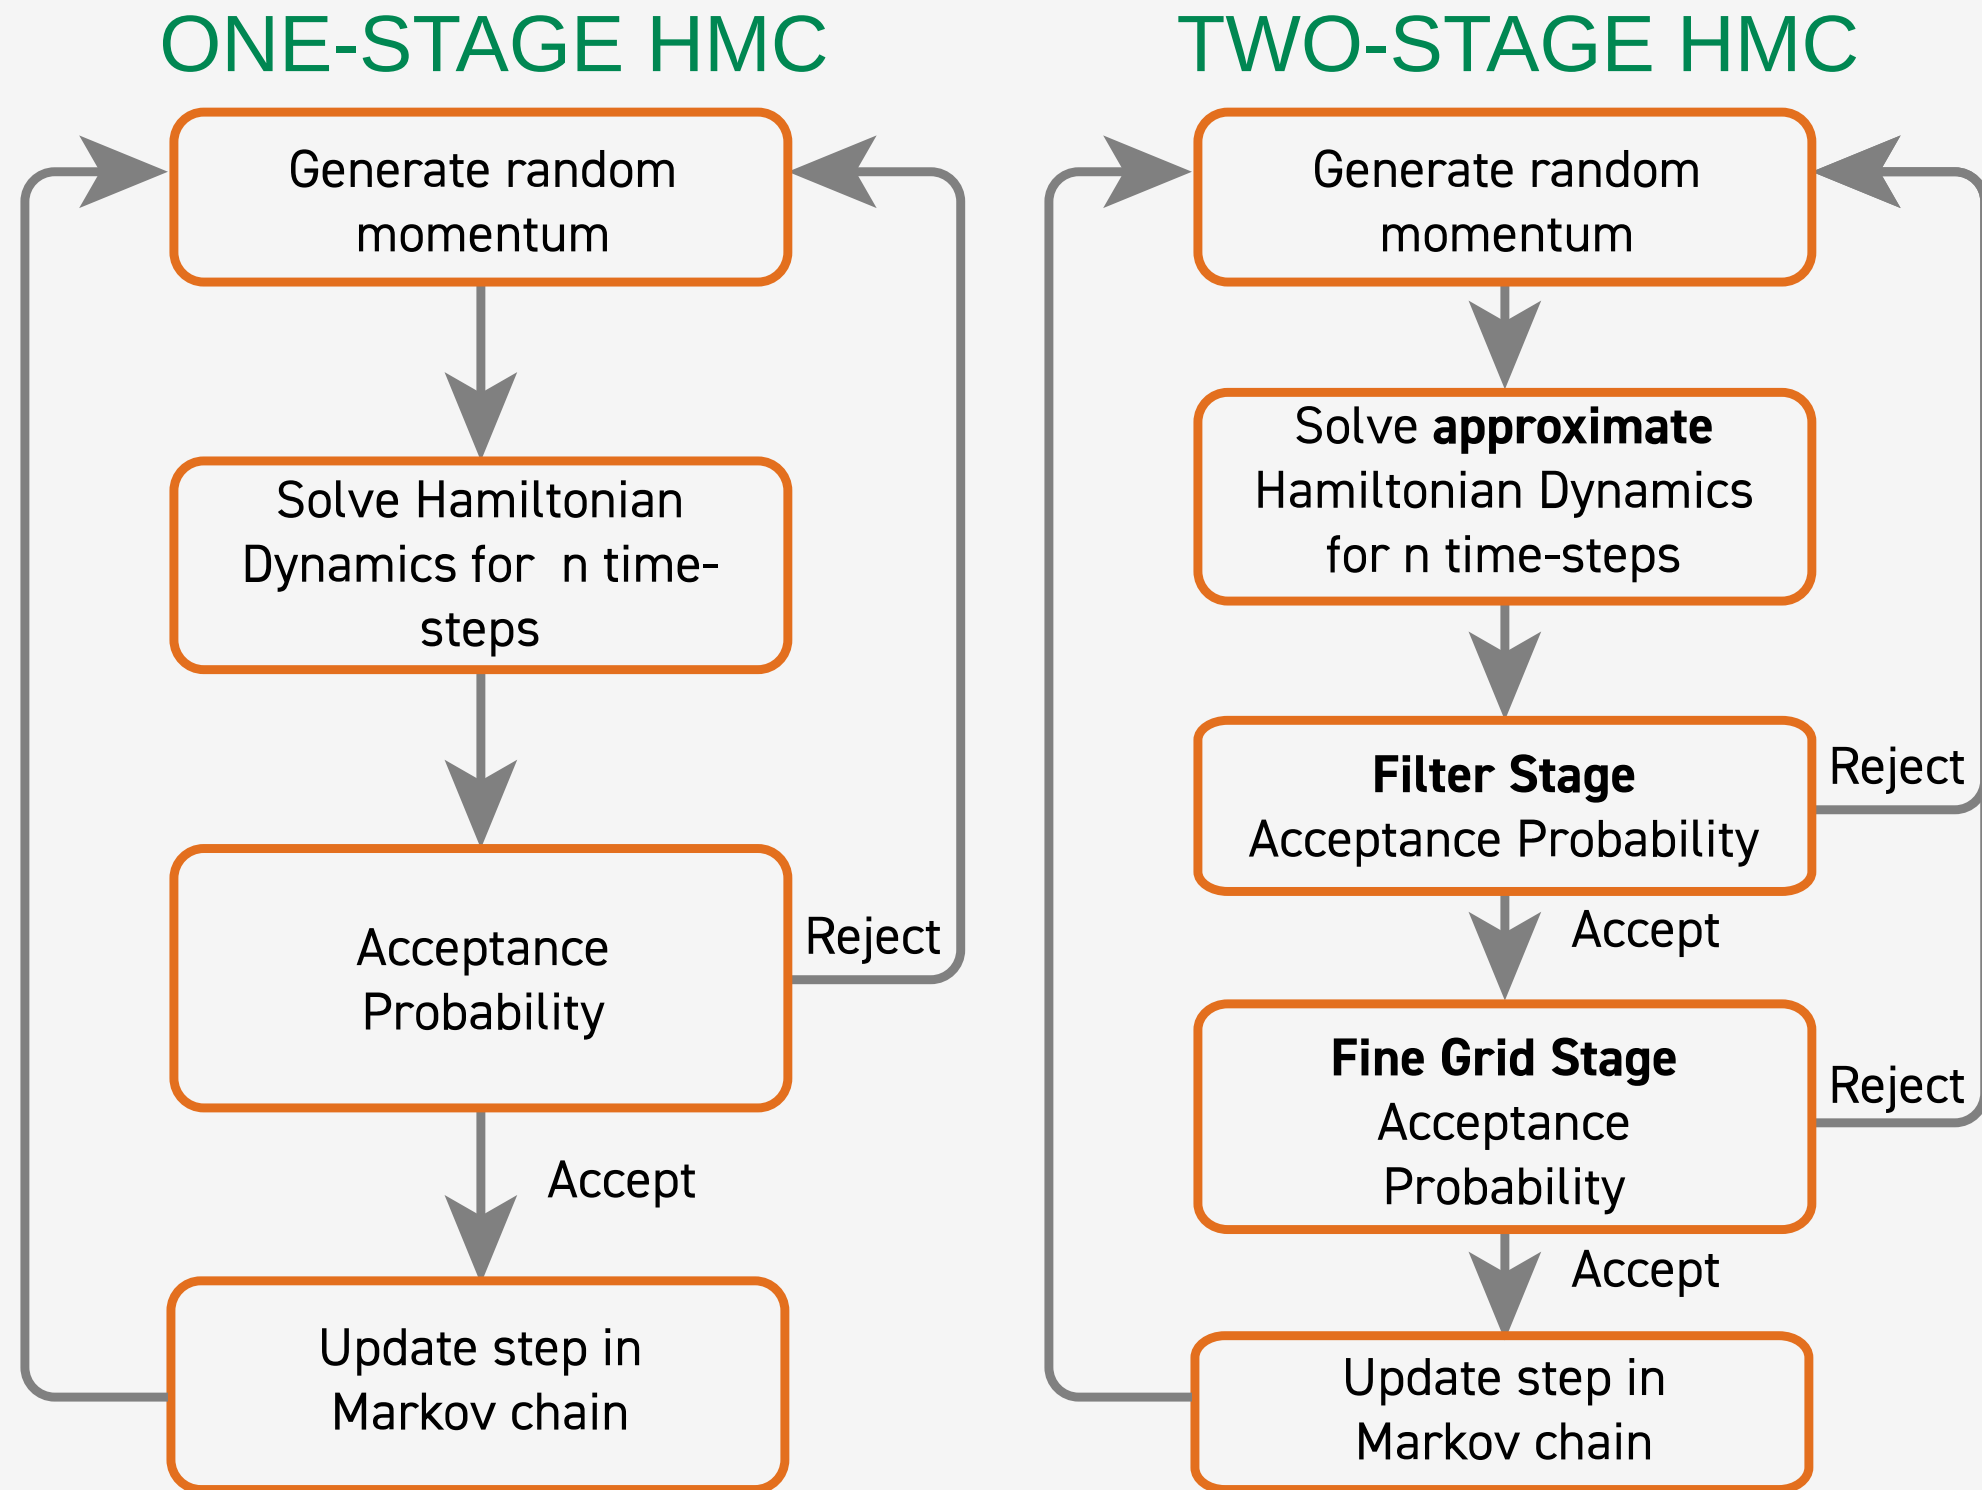 ONE-STAGE HMC
Generate random
momentum
Solve Hamiltonian
Dynamics for n time-
steps
Acceptance
Probability
Reject
Accept
Update step in
Markov chain
TWO-STAGE HMC
Generate random
momentum
Solve approximate
Hamiltonian Dynamics
for n time-steps
Filter Stage
Acceptance Probability
Reject
Accept
Fine Grid Stage
Acceptance
Probability
Reject
Accept
Update step in
Markov chain